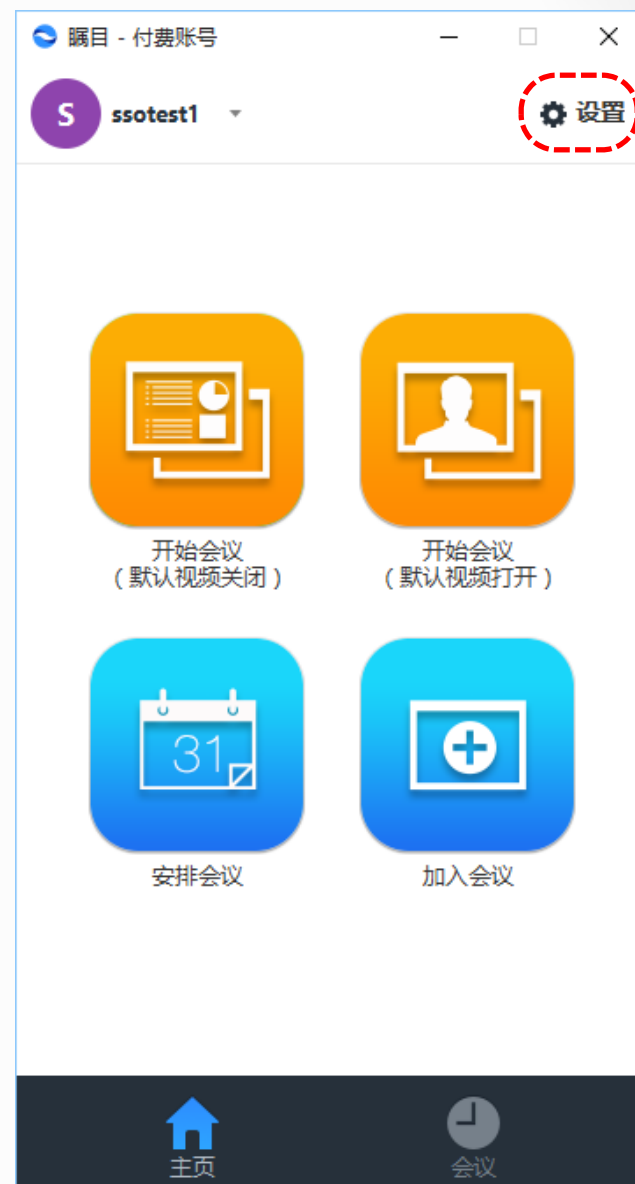 瞩目 - 付费账号
S
ssotest1
设置
开始会议
（默认视频关闭）
开始会议
（默认视频打开）
31
安排会议
加入会议
主页
会议